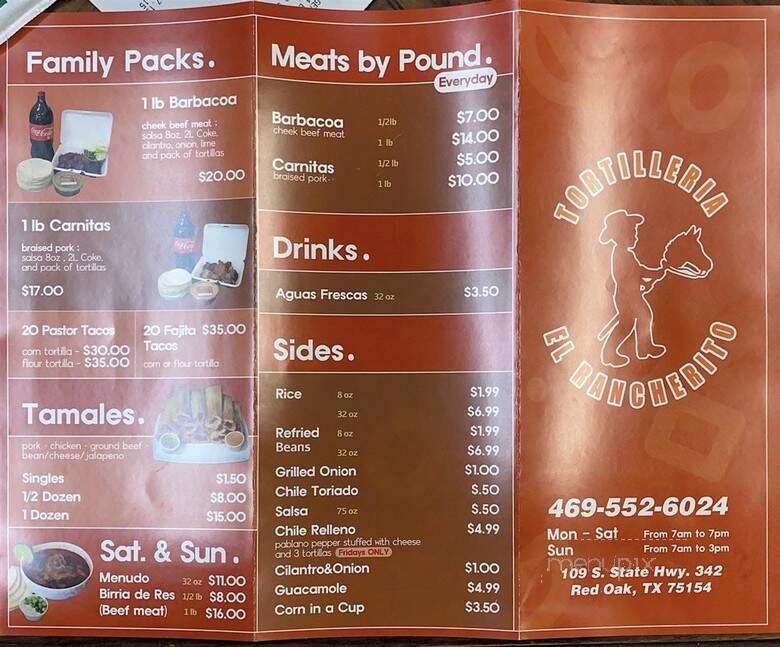 Family Packs.
1 lb Barbacoa
cheek beef meat :
salsa 8oz, 2L Coke,
cilantro, onion, lime
and pack of tortillas
$20.00
1 lb Carnitas
braised pork :
salsa 8oz , 2L Coke,
and pack of tortillas
$17.00
20 Pastor Tacos
corn tortilla - $30.00
flour tortilla - $35.00
20 Fajita $35.00
Tacos
corn or flour tortilla
Tamales.
pork - chicken - ground beef -
bean/cheese/jalapeno
Singles $1.50
1/2 Dozen $8.00
1 Dozen $15.00
Sat. & Sun.
Menudo 32 oz $11.00
Birria de Res 1/2 lb $8.00
(Beef meat) 1 lb $16.00
Meats by Pound.
Everyday
Barbacoa 1/2lb $7.00
cheek beef meat
1 lb $14.00
Carnitas 1/2 lb $5.00
braised pork-
1 lb $10.00
Drinks.
Aguas Frescas 32 oz $3.50
Sides.
Rice 8 oz $1.99
32 oz $6.99
Refried 8 oz $1.99
Beans 32 oz $6.99
Grilled Onion $1.00
Chile Toriado $.50
Salsa 75 oz $.50
Chile Relleno $4.99
pablano pepper stuffed with cheese
and 3 tortillas Fridays ONLY
Cilantro&Onion $1.00
Guacamole $4.99
Corn in a Cup $3.50
TORTILLERIA
EL RANCHERITO
469-552-6024
Mon - Sat From 7am to 7pm
Sun From 7am to 3pm
menupix
109 S. State Hwy. 342
Red Oak, TX 75154